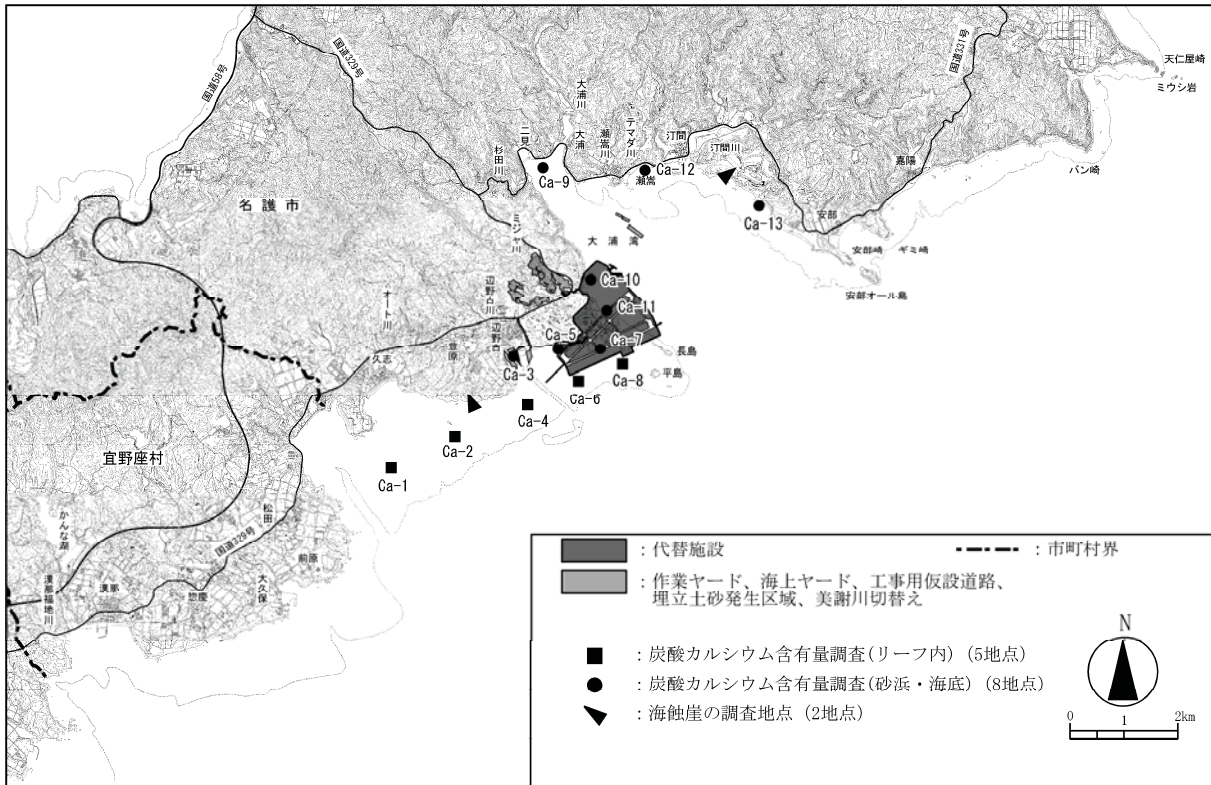 国道58号
国道329号
国道331号
天仁屋崎
ミウシ岩
バン崎
嘉陽
汀間
汀間川
テマダ川
瀬嵩川
瀬嵩
大浦川
大浦
二見
杉田川
Ca-9
Ca-12
Ca-13
安部
安部崎
ギミ崎
安部オール島
名護市
大浦湾
ミジャ川
Ca-10
Ca-11
辺野古川
辺野古
オート川
久志
豊原
Ca-5
Ca-7
Ca-3
Ca-8
Ca-6
長島
平島
Ca-4
Ca-2
Ca-1
宜野座村
かんな湖
松田
国道329号
前原
大久保
惣慶
漢那
漢那福地川
:代替施設
:市町村界
:作業ヤード、海上ヤード、工事用仮設道路、
埋立土砂発生区域、美謝川切替え
:炭酸カルシウム含有量調査(リーフ内)(5地点)
:炭酸カルシウム含有量調査(砂浜・海底)(8地点)
:海蝕崖の調査地点(2地点)
N
0 1 2km